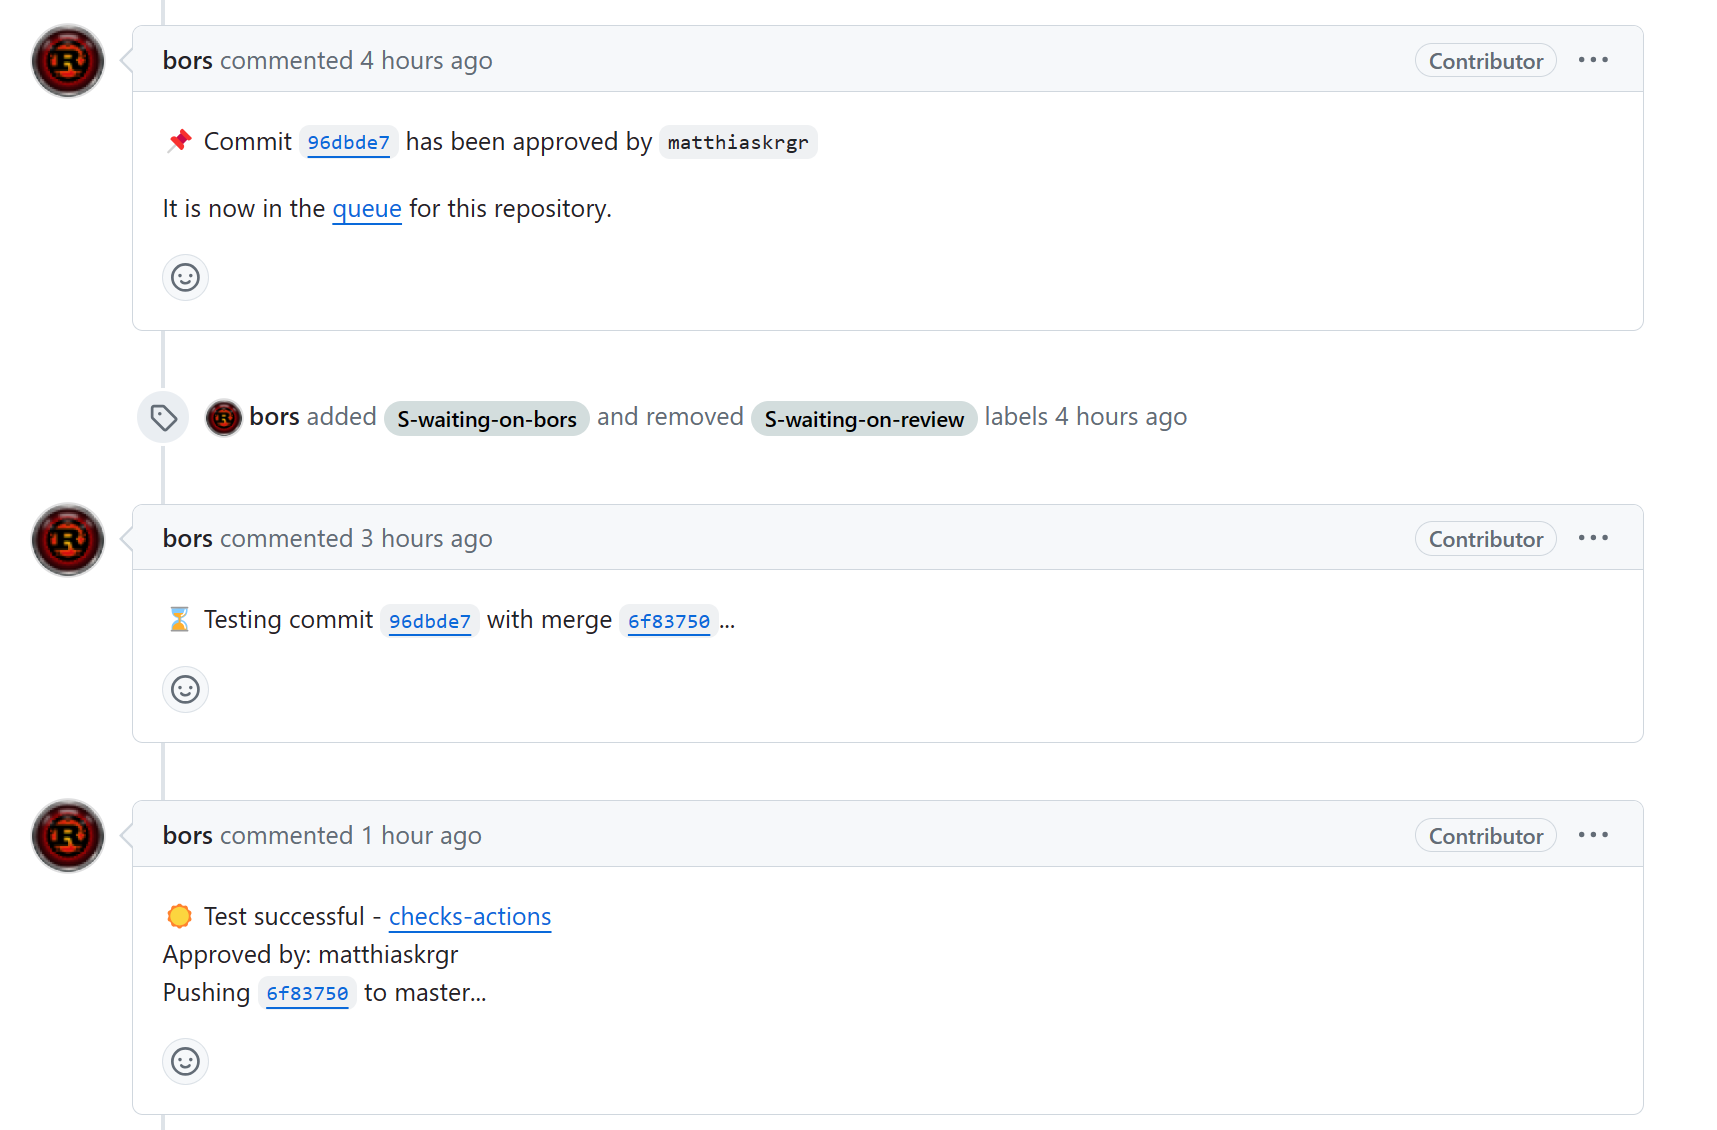 bors commented 4 hours ago Contributor
📌 Commit 96dbde7 has been approved by matthiaskrgr
It is now in the queue for this repository.
bors added S-waiting-on-bors and removed S-waiting-on-review labels 4 hours ago
bors commented 3 hours ago Contributor
⌛ Testing commit 96dbde7 with merge 6f83750...
bors commented 1 hour ago Contributor
☀️ Test successful - checks-actions
Approved by: matthiaskrgr
Pushing 6f83750 to master...